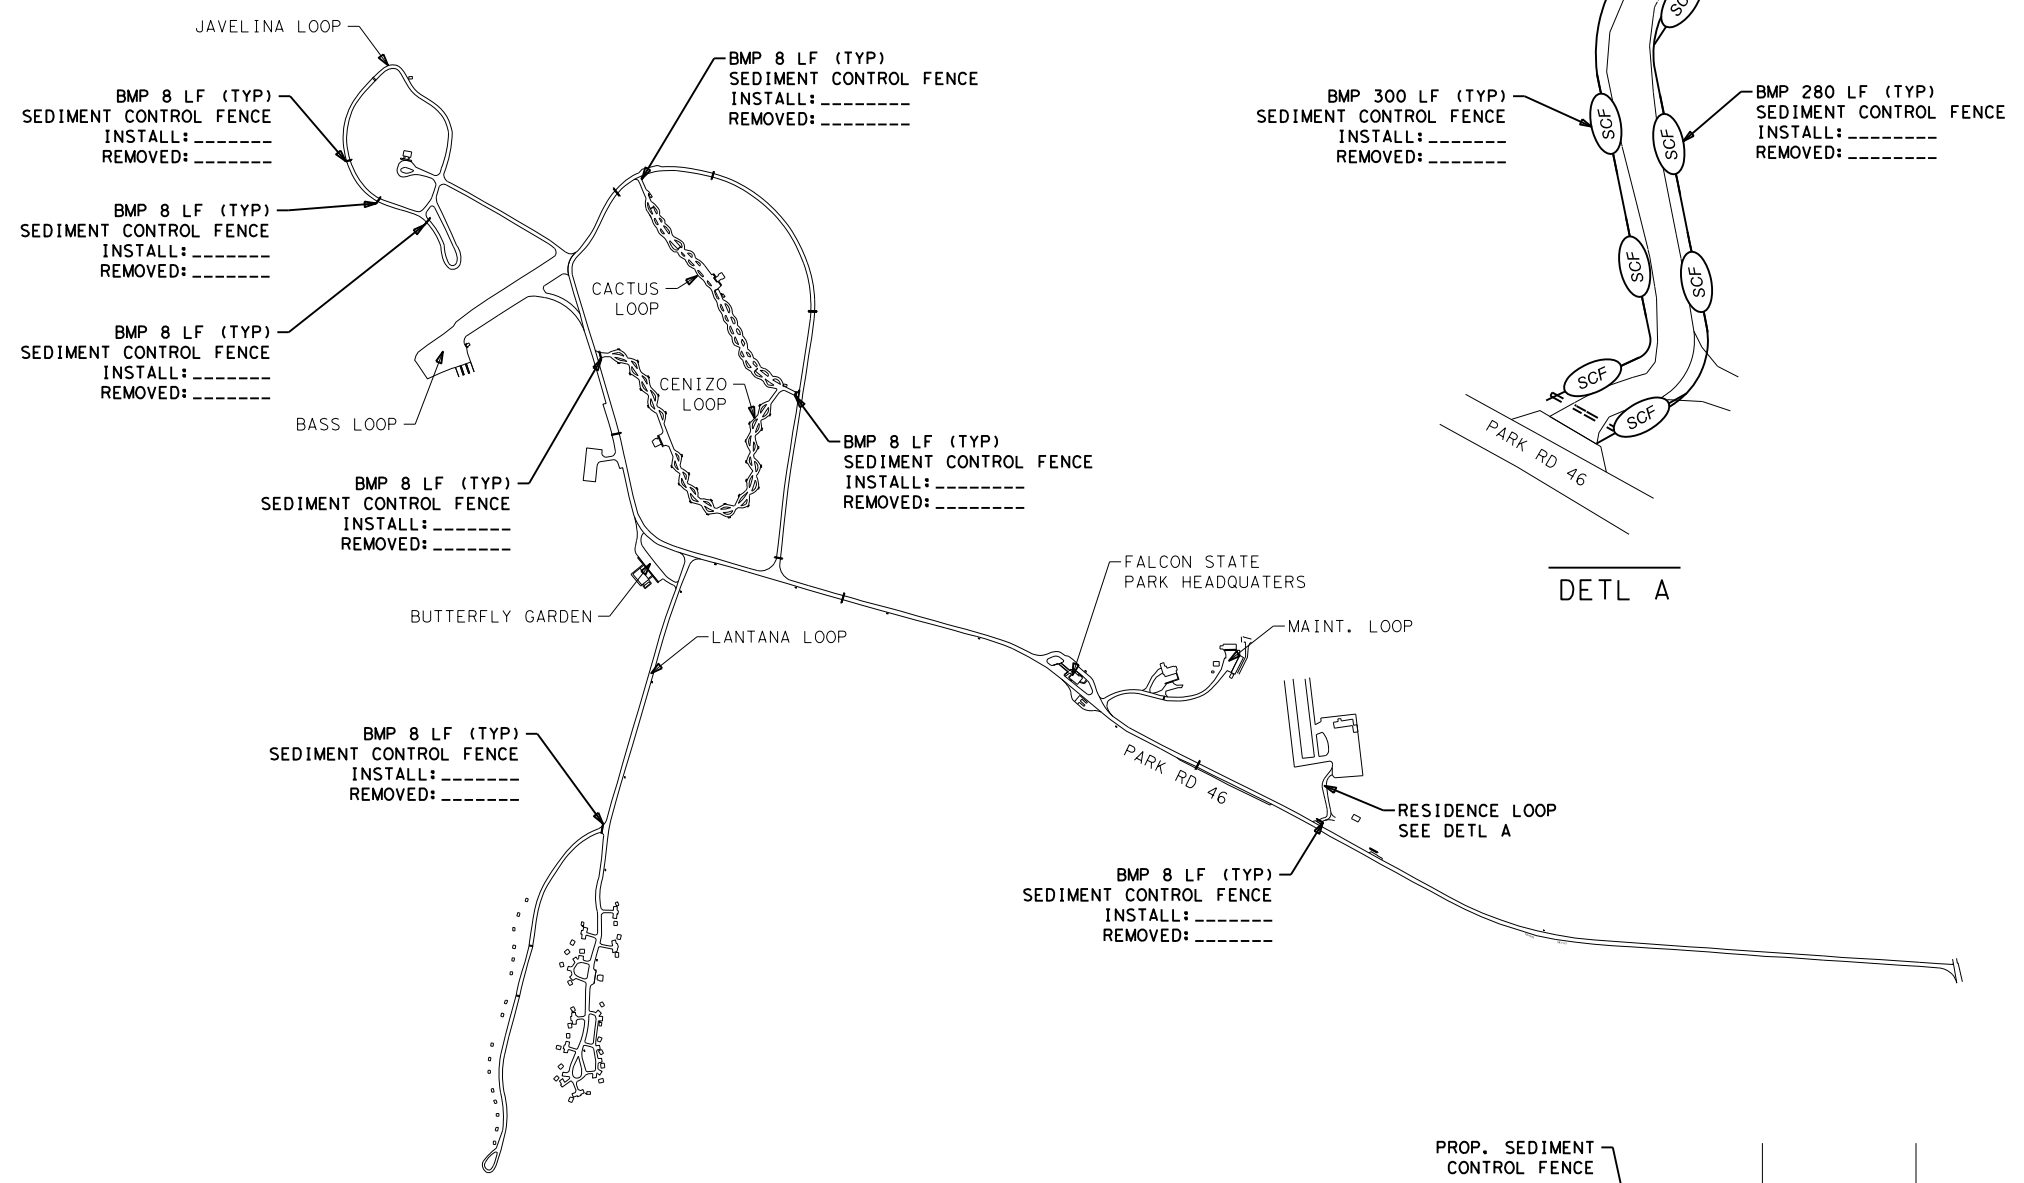 JAVELINA LOOP
BMP 8 LF (TYP)
SEDIMENT CONTROL FENCE
INSTALL:_______
REMOVED:_______
BMP 8 LF (TYP)
SEDIMENT CONTROL FENCE
INSTALL:________
REMOVED:________
BMP 8 LF (TYP)
SEDIMENT CONTROL FENCE
INSTALL:_______
REMOVED:_______
BMP 8 LF (TYP)
SEDIMENT CONTROL FENCE
INSTALL:_______
REMOVED:_______
CACTUS
LOOP
CENIZO
LOOP
BASS LOOP
BMP 8 LF (TYP)
SEDIMENT CONTROL FENCE
INSTALL:_______
REMOVED:_______
BMP 8 LF (TYP)
SEDIMENT CONTROL FENCE
INSTALL:________
REMOVED:________
BUTTERFLY GARDEN
LANTANA LOOP
BMP 8 LF (TYP)
SEDIMENT CONTROL FENCE
INSTALL:_______
REMOVED:_______
FALCON STATE
PARK HEADQUATERS
MAINT. LOOP
PARK RD 46
RESIDENCE LOOP
SEE DETL A
BMP 8 LF (TYP)
SEDIMENT CONTROL FENCE
INSTALL:_______
REMOVED:_______
BMP 300 LF (TYP)
SEDIMENT CONTROL FENCE
INSTALL:_______
REMOVED:_______
BMP 280 LF (TYP)
SEDIMENT CONTROL FENCE
INSTALL:________
REMOVED:________
SCF
SCF
SCF
SCF
SCF
SCF
SCF
PARK RD 46
DETL A
PROP. SEDIMENT
CONTROL FENCE